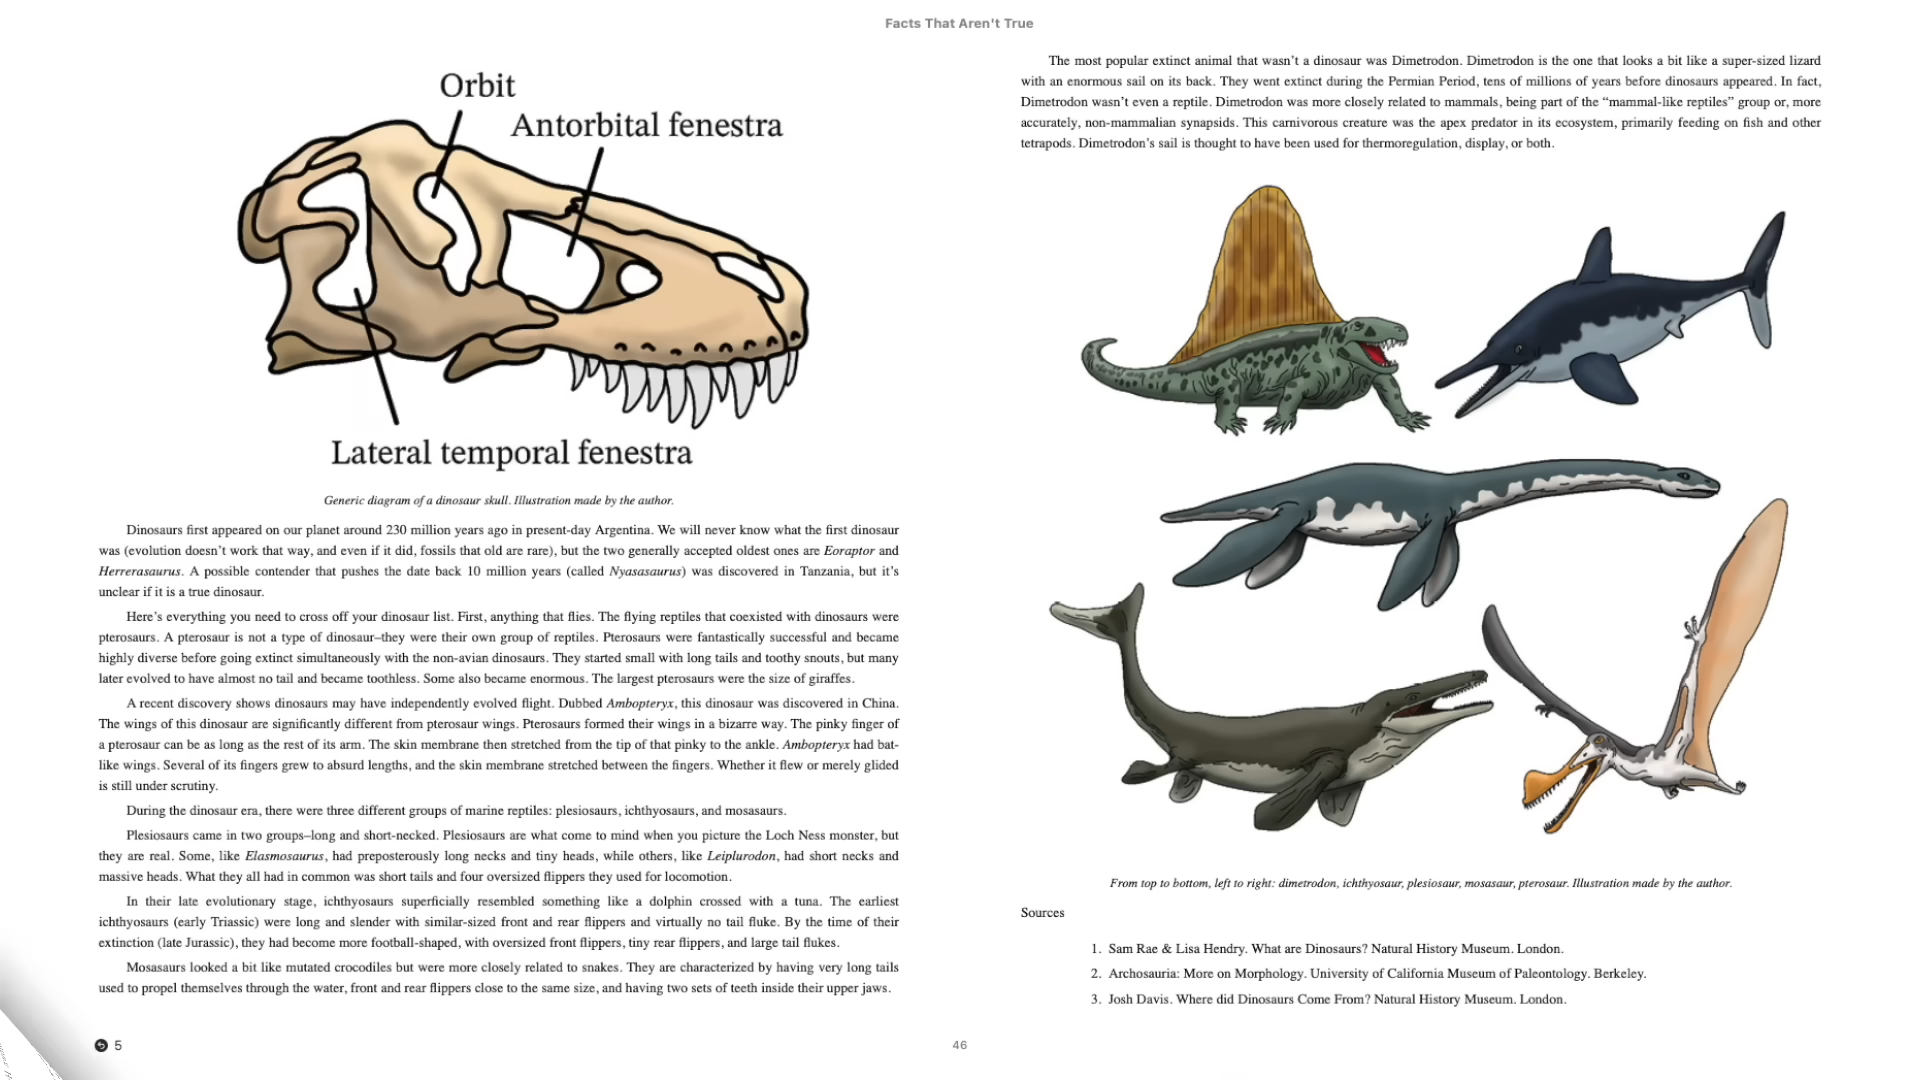 Facts That Aren't True
Orbit
Antorbital fenestra
Lateral temporal fenestra
Generic diagram of a dinosaur skull. Illustration made by the author.
Dinosaurs first appeared on our planet around 230 million years ago in present-day Argentina. We will never know what the first dinosaur
was (evolution doesn’t work that way, and even if it did, fossils that old are rare), but the two generally accepted oldest ones are Eoraptor and
Herrerasaurus. A possible contender that pushes the date back 10 million years (called Nyasasaurus) was discovered in Tanzania, but it’s
unclear if it is a true dinosaur.
Here’s everything you need to cross off your dinosaur list. First, anything that flies. The flying reptiles that coexisted with dinosaurs were
pterosaurs. A pterosaur is not a type of dinosaur–they were their own group of reptiles. Pterosaurs were fantastically successful and became
highly diverse before going extinct simultaneously with the non-avian dinosaurs. They started small with long tails and toothy snouts, but many
later evolved to have almost no tail and became toothless. Some also became enormous. The largest pterosaurs were the size of giraffes.
A recent discovery shows dinosaurs may have independently evolved flight. Dubbed Ambopteryx, this dinosaur was discovered in China.
The wings of this dinosaur are significantly different from pterosaur wings. Pterosaurs formed their wings in a bizarre way. The pinky finger of
a pterosaur can be as long as the rest of its arm. The skin membrane then stretched from the tip of that pinky to the ankle. Ambopteryx had bat-
like wings. Several of its fingers grew to absurd lengths, and the skin membrane stretched between the fingers. Whether it flew or merely glided
is still under scrutiny.
During the dinosaur era, there were three different groups of marine reptiles: plesiosaurs, ichthyosaurs, and mosasaurs.
Plesiosaurs came in two groups–long and short-necked. Plesiosaurs are what come to mind when you picture the Loch Ness monster, but
they are real. Some, like Elasmosaurus, had preposterously long necks and tiny heads, while others, like Leiplurodon, had short necks and
massive heads. What they all had in common was short tails and four oversized flippers they used for locomotion.
In their late evolutionary stage, ichthyosaurs superficially resembled something like a dolphin crossed with a tuna. The earliest
ichthyosaurs (early Triassic) were long and slender with similar-sized front and rear flippers and virtually no tail fluke. By the time of their
extinction (late Jurassic), they had become more football-shaped, with oversized front flippers, tiny rear flippers, and large tail flukes.
Mosasaurs looked a bit like mutated crocodiles but were more closely related to snakes. They are characterized by having very long tails
used to propel themselves through the water, front and rear flippers close to the same size, and having two sets of teeth inside their upper jaws.
The most popular extinct animal that wasn’t a dinosaur was Dimetrodon. Dimetrodon is the one that looks a bit like a super-sized lizard
with an enormous sail on its back. They went extinct during the Permian Period, tens of millions of years before dinosaurs appeared. In fact,
Dimetrodon wasn’t even a reptile. Dimetrodon was more closely related to mammals, being part of the “mammal-like reptiles” group or, more
accurately, non-mammalian synapsids. This carnivorous creature was the apex predator in its ecosystem, primarily feeding on fish and other
tetrapods. Dimetrodon’s sail is thought to have been used for thermoregulation, display, or both.
From top to bottom, left to right: dimetrodon, ichthyosaur, plesiosaur, mosasaur, pterosaur. Illustration made by the author.
Sources
1. Sam Rae & Lisa Hendry. What are Dinosaurs? Natural History Museum. London.
2. Archosauria: More on Morphology. University of California Museum of Paleontology. Berkeley.
3. Josh Davis. Where did Dinosaurs Come From? Natural History Museum. London.
5
46